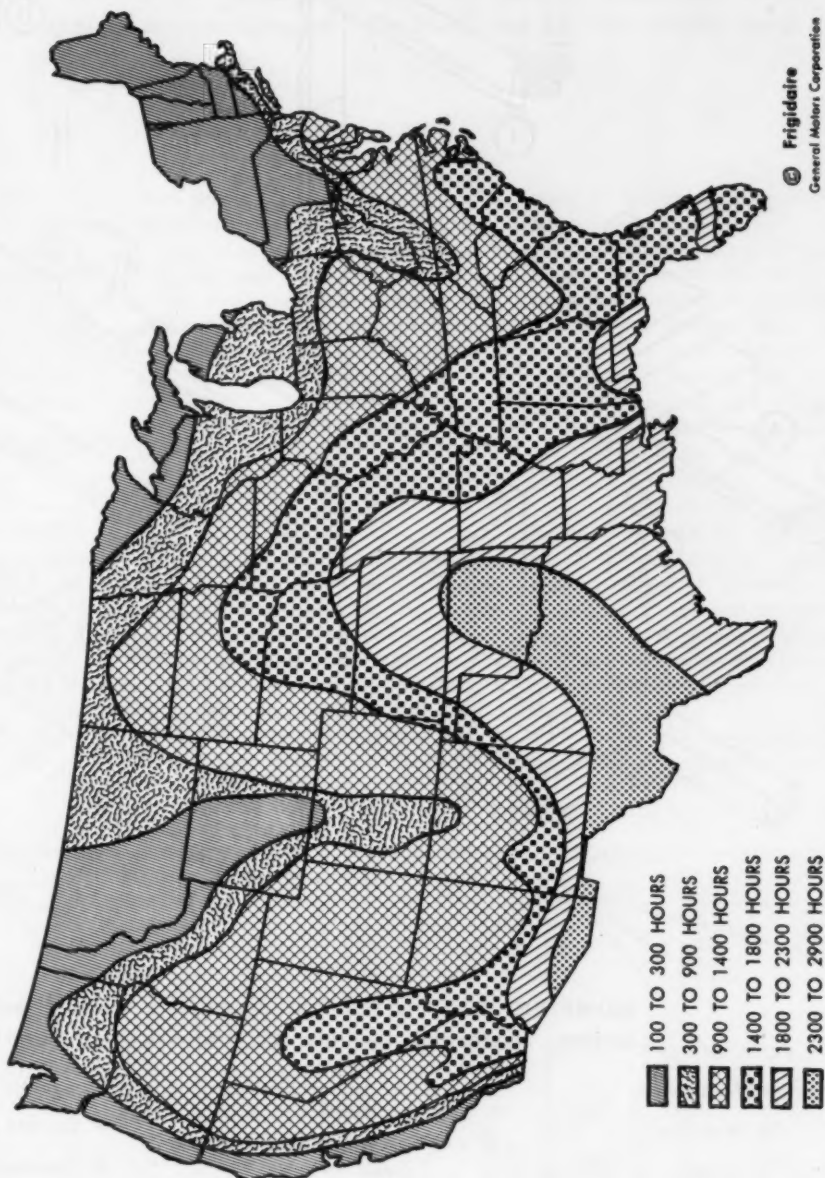 © Frigidaire
General Motors Corporation
100 TO 300 HOURS
300 TO 900 HOURS
900 TO 1400 HOURS
1400 TO 1800 HOURS
1800 TO 2300 HOURS
2300 TO 2900 HOURS